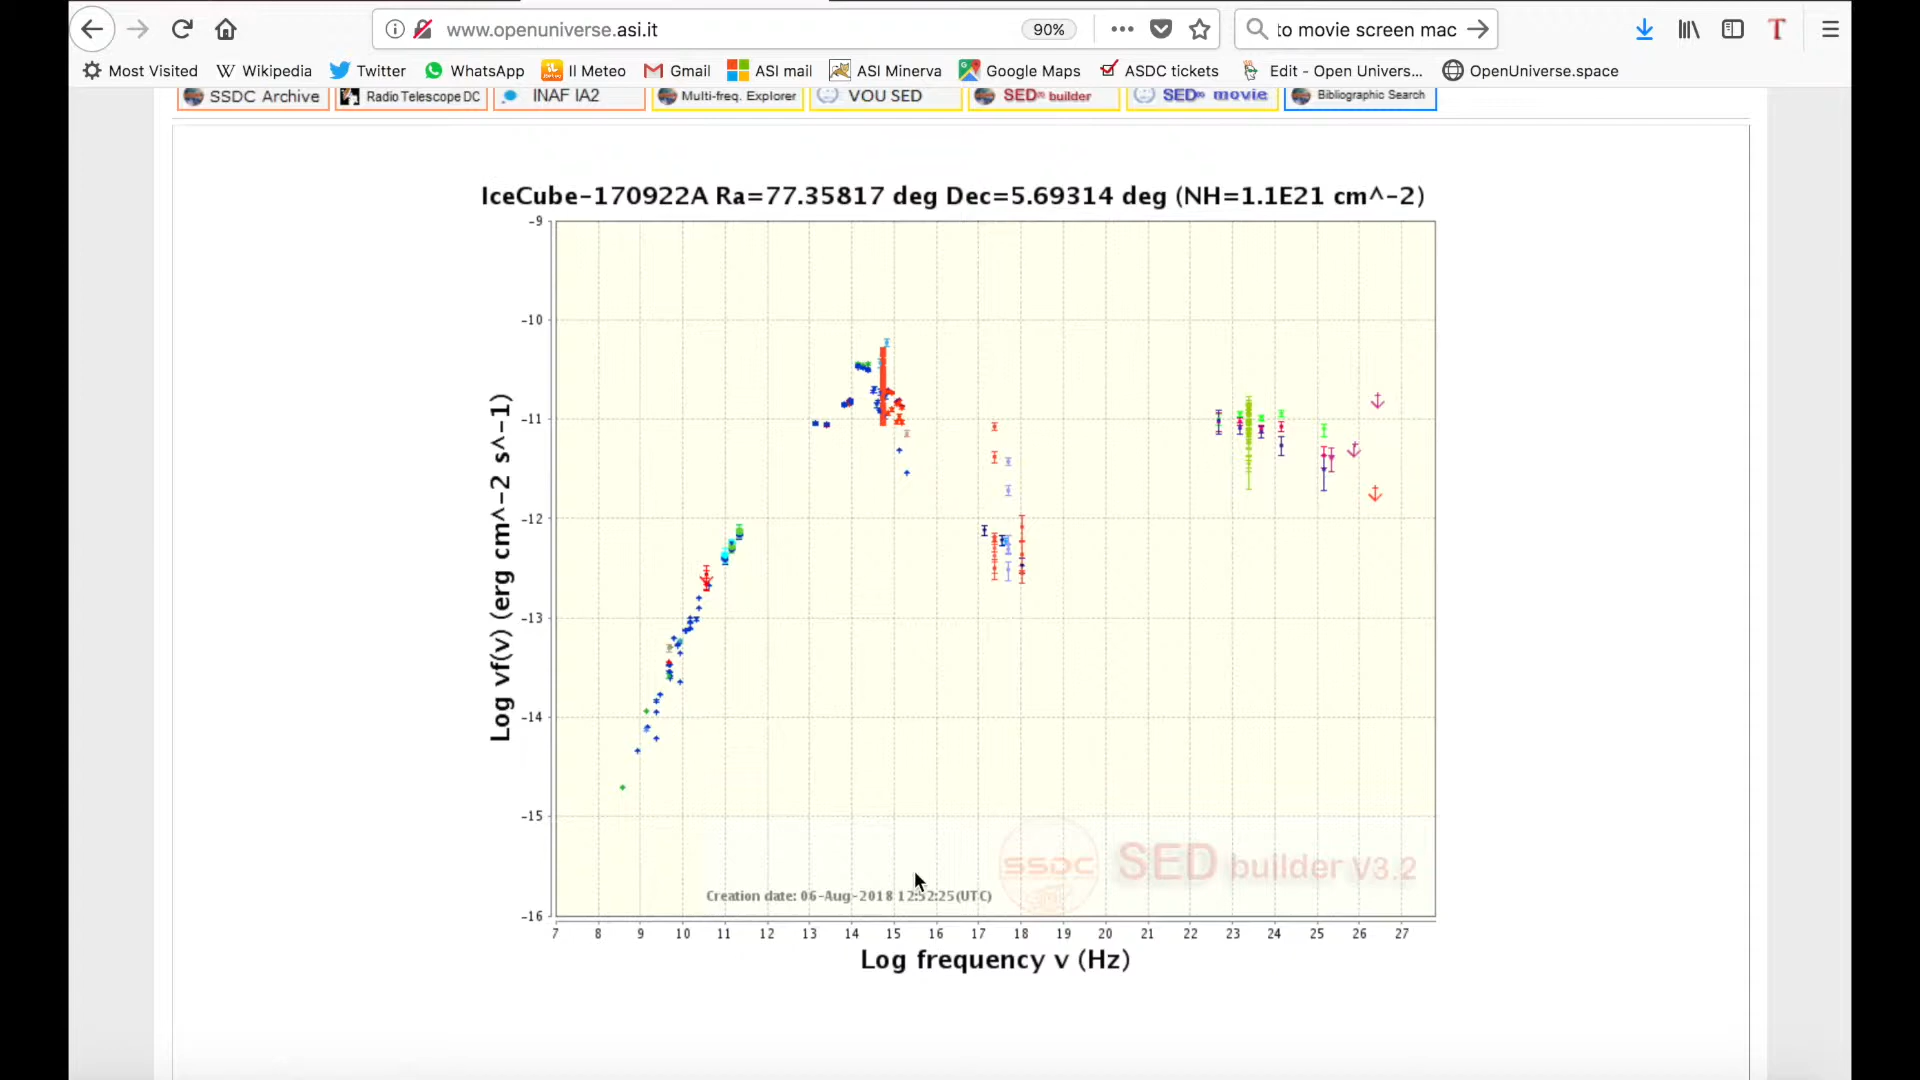 www.openuniverse.asi.it 90% to movie screen mac T
Most Visited Wikipedia Twitter WhatsApp Il Meteo Gmail ASI mail ASI Minerva Google Maps ASDC tickets Edit - Open Univers... OpenUniverse.space
SSDC Archive Radio Telescope DC INAF IA2 Multi-freq. Explorer VOU SED SED builder SED movie Bibliographic Search
IceCube-170922A Ra=77.35817 deg Dec=5.69314 deg (NH=1.1E21 cm^-2)
-9
-10
-11
-12
-13
-14
-15
-16
Log νf(ν) (erg cm^-2 s^-1)
SSDC SED builder V3.2
Creation date: 06-Aug-2018 12:52:25(UTC)
7 8 9 10 11 12 13 14 15 16 17 18 19 20 21 22 23 24 25 26 27
Log frequency ν (Hz)